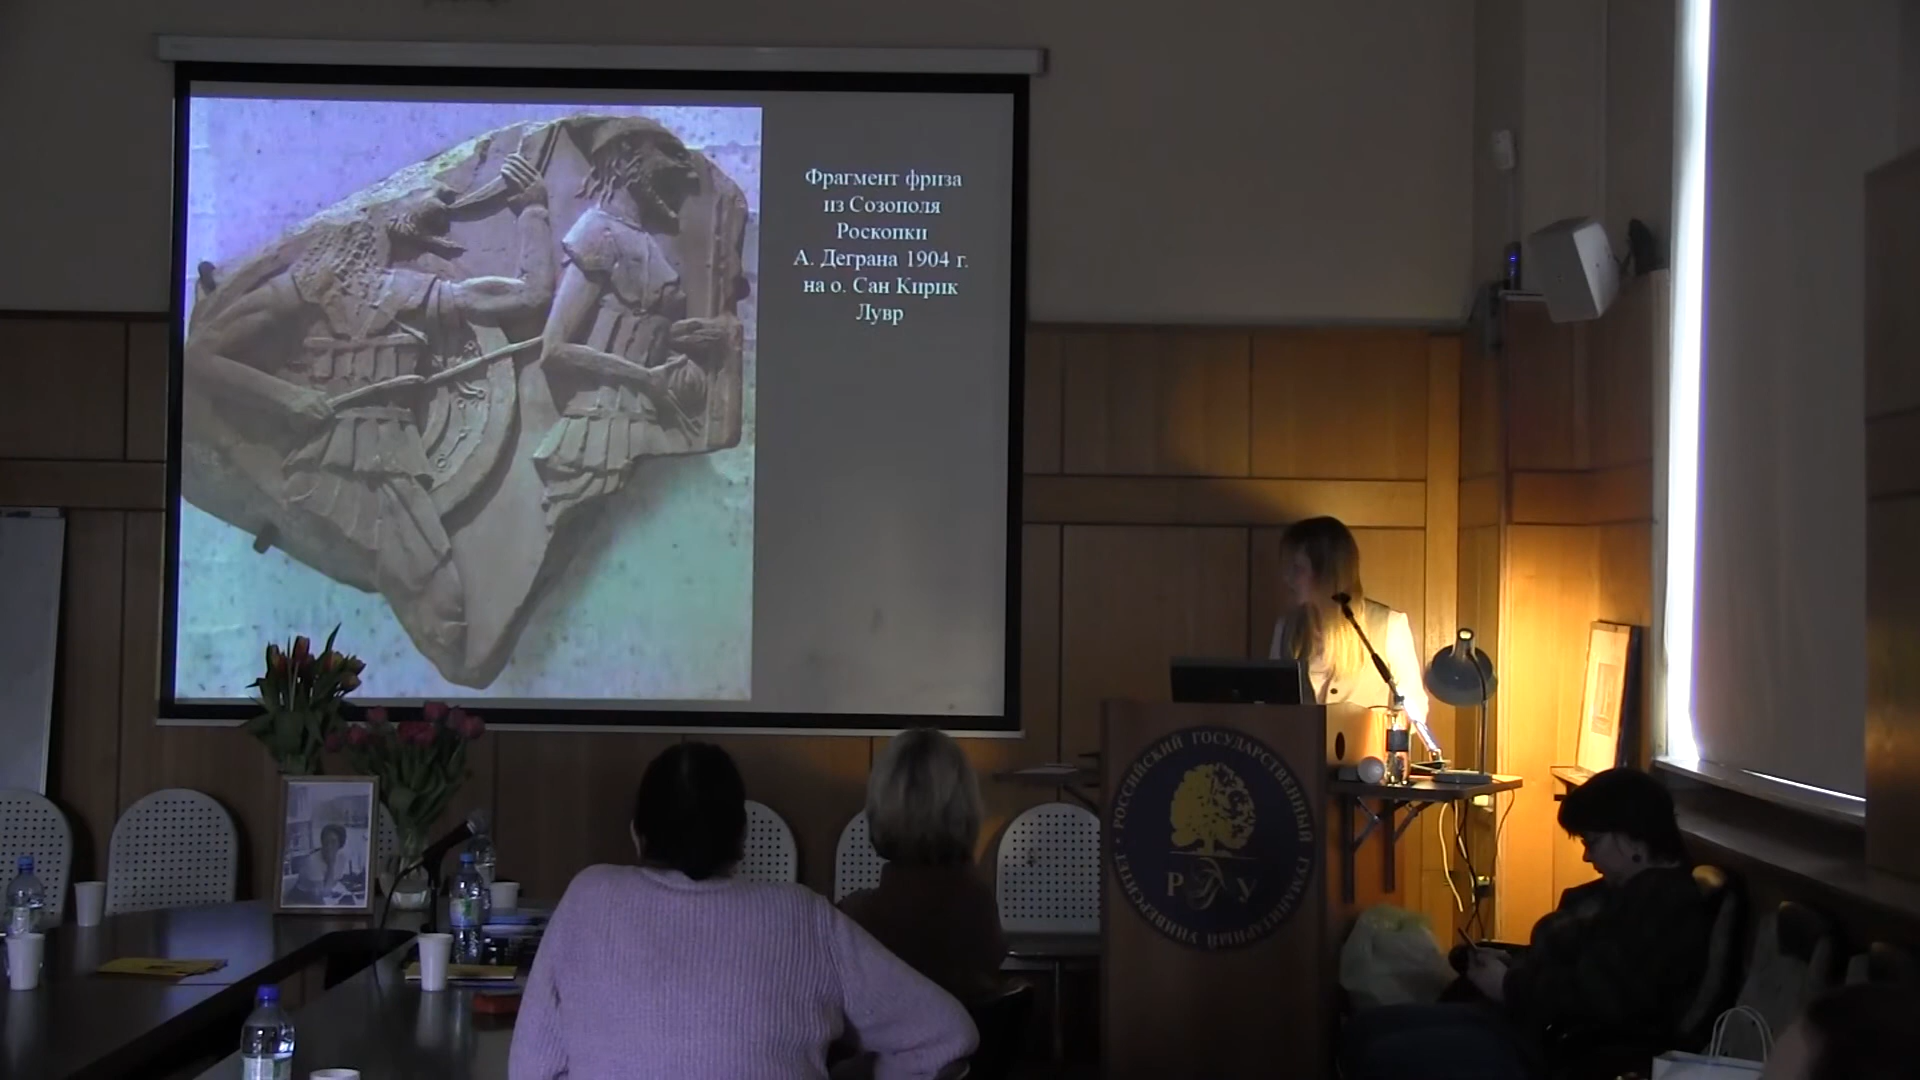 Фрагмент фриза
из Созополя
Роскопки
А. Деграна 1904 г.
на о. Сан Кирик
Лувр
РОССИЙСКИЙ ГОСУДАРСТВЕННЫЙ ГУМАНИТАРНЫЙ УНИВЕРСИТЕТ
РГГУ